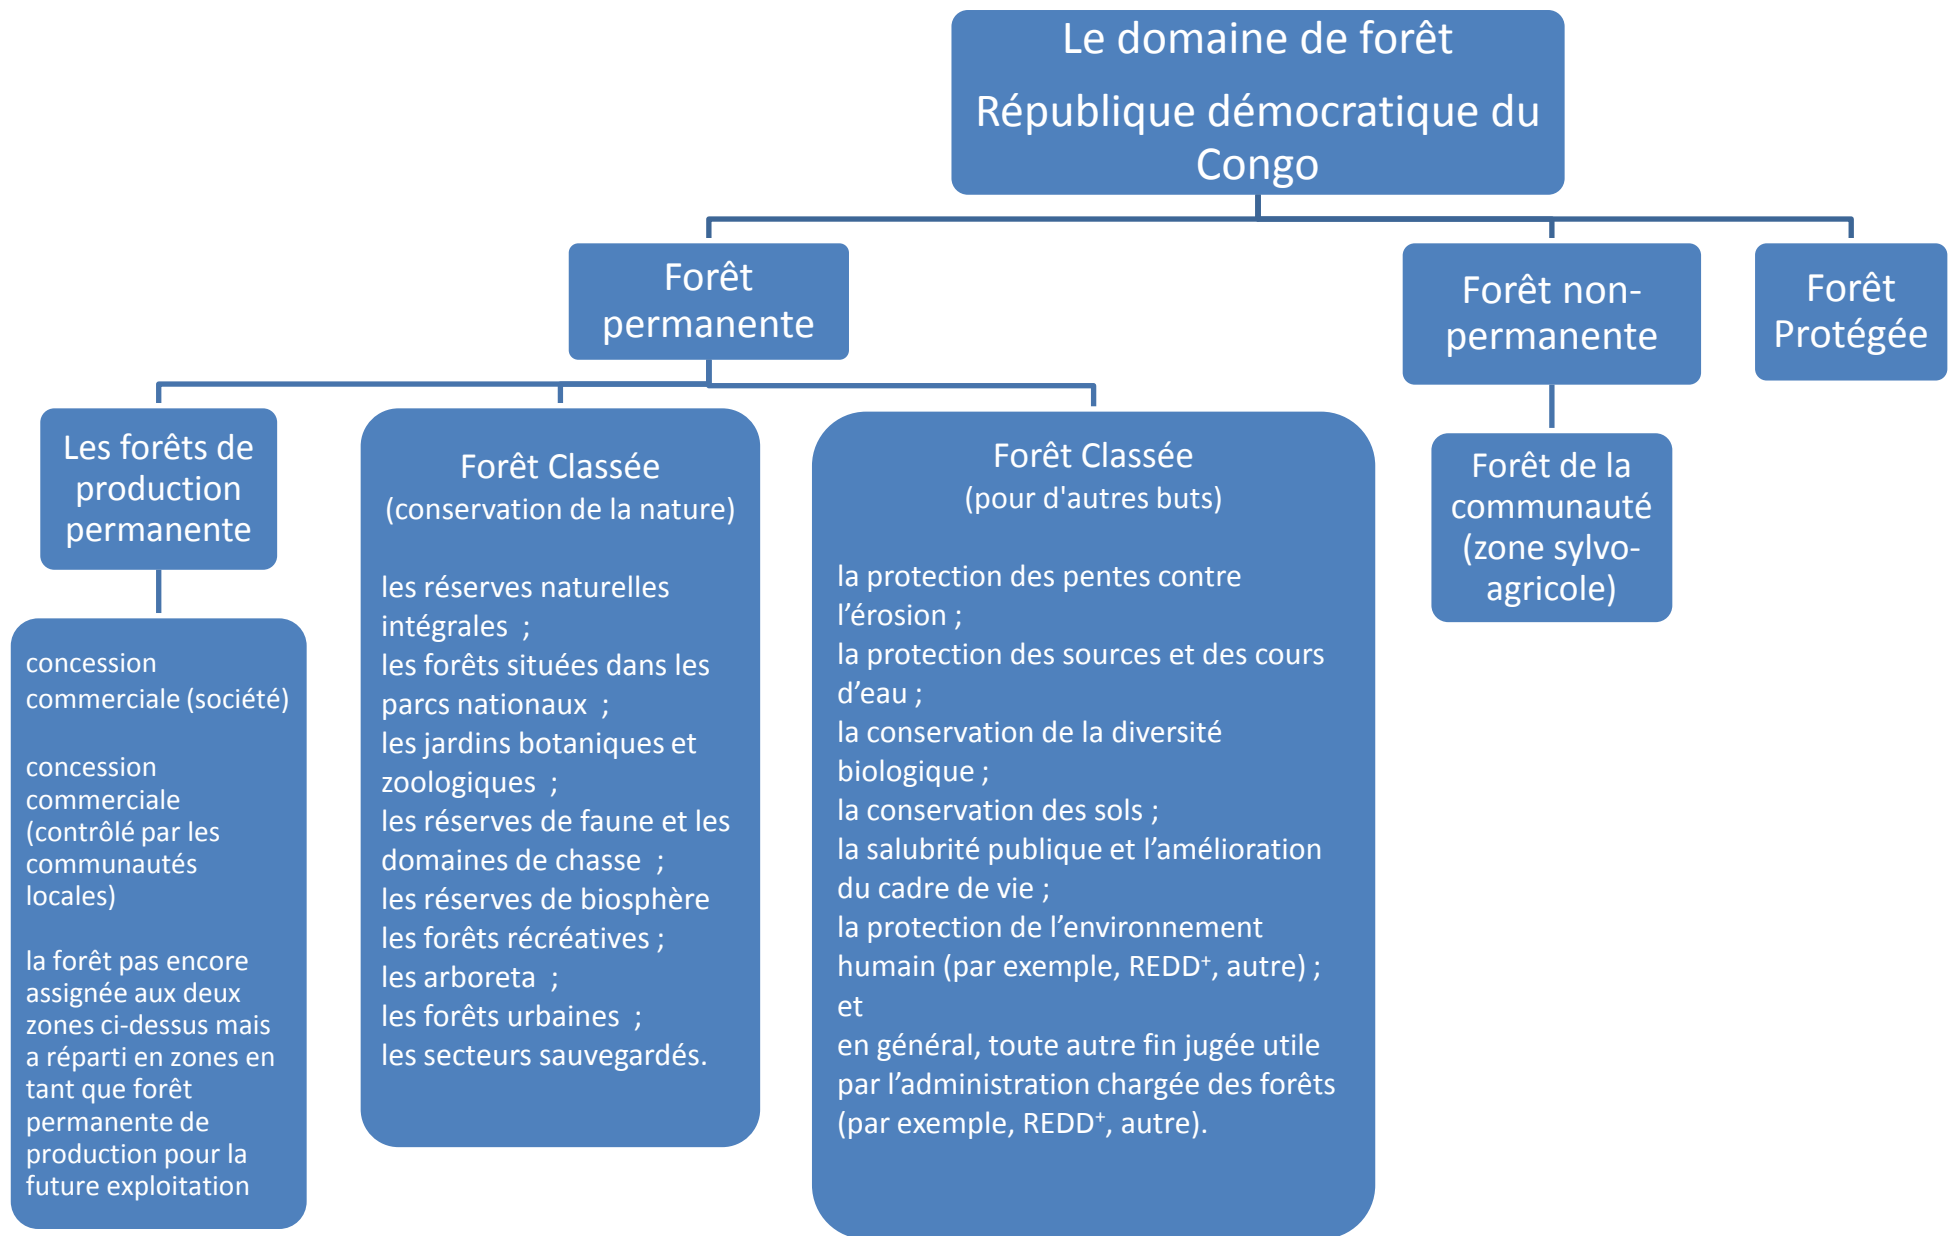 Le domaine de forêt
République démocratique du
Congo
Forêt
permanente
Forêt non-
permanente
Forêt
Protégée
Les forêts de
production
permanente
Forêt Classée
(conservation de la nature)
les réserves naturelles
intégrales  ;
les forêts situées dans les
parcs nationaux  ;
les jardins botaniques et
zoologiques  ;
les réserves de faune et les
domaines de chasse  ;
les réserves de biosphère
les forêts récréatives ;
les arboreta  ;
les forêts urbaines  ;
les secteurs sauvegardés.
Forêt Classée
(pour d'autres buts)
la protection des pentes contre
l’érosion ;
la protection des sources et des cours
d’eau ;
la conservation de la diversité
biologique ;
la conservation des sols ;
la salubrité publique et l’amélioration
du cadre de vie ;
la protection de l’environnement
humain (par exemple, REDD⁺, autre) ;
et
en général, toute autre fin jugée utile
par l’administration chargée des forêts
(par exemple, REDD⁺, autre).
Forêt de la
communauté
(zone sylvo-
agricole)
concession
commerciale (société)
concession
commerciale
(contrôlé par les
communautés
locales)
la forêt pas encore
assignée aux deux
zones ci-dessus mais
a réparti en zones en
tant que forêt
permanente de
production pour la
future exploitation